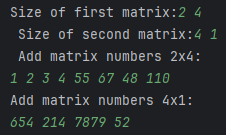 Size of first matrix:2 4
Size of second matrix:4 1
Add matrix numbers 2x4:
1 2 3 4 55 67 48 110
Add matrix numbers 4x1:
654 214 7879 52